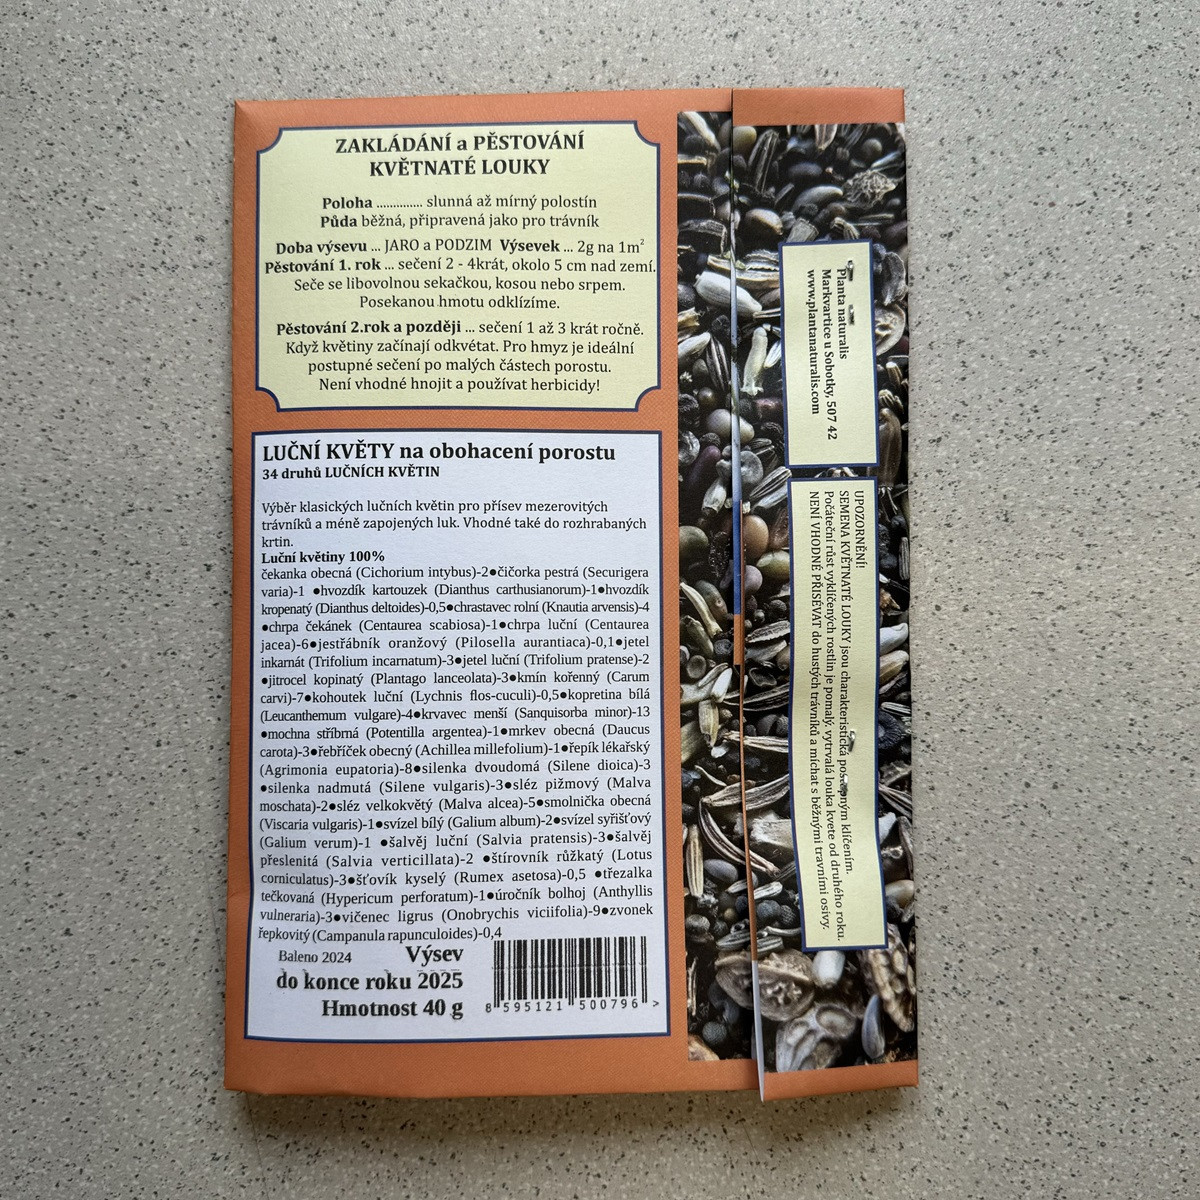 ZAKLÁDÁNÍ a PĚSTOVÁNÍ
KVĚTNATÉ LOUKY
Poloha .............. slunná až mírný polostín
Půda běžná, připravená jako pro trávník
Doba výsevu ... JARO a PODZIM Výsevek ... 2g na 1m²
Pěstování 1. rok ... sečení 2 - 4krát, okolo 5 cm nad zemí.
Seče se libovolnou sekačkou, kosou nebo srpem.
Posekanou hmotu odklízíme.
Pěstování 2.rok a později ... sečení 1 až 3 krát ročně.
Když květiny začínají odkvétat. Pro hmyz je ideální
postupné sečení po malých částech porostu.
Není vhodné hnojit a používat herbicidy!
LUČNÍ KVĚTY na obohacení porostu
34 druhů LUČNÍCH KVĚTIN
Výběr klasických lučních květin pro přísev mezerovitých
trávníků a méně zapojených luk. Vhodné také do rozhrabaných
krtin.
Luční květiny 100%
čekanka obecná (Cichorium intybus)-2●čičorka pestrá (Securigera
varia)-1 ●hvozdík kartouzek (Dianthus carthusianorum)-1●hvozdík
kropenatý (Dianthus deltoides)-0,5●chrastavec rolní (Knautia arvensis)-4
●chrpa čekánek (Centaurea scabiosa)-1●chrpa luční (Centaurea
jacea)-6●jestřábník oranžový (Pilosella aurantiaca)-0,1●jetel
inkarnát (Trifolium incarnatum)-3●jetel luční (Trifolium pratense)-2
●jitrocel kopinatý (Plantago lanceolata)-3●kmín kořenný (Carum
carvi)-7●kohoutek luční (Lychnis flos-cuculi)-0,5●kopretina bílá
(Leucanthemum vulgare)-4●krvavec menší (Sanquisorba minor)-13
●mochna stříbrná (Potentilla argentea)-1●mrkev obecná (Daucus
carota)-3●řebříček obecný (Achillea millefolium)-1●řepík lékařský
(Agrimonia eupatoria)-8●silenka dvoudomá (Silene dioica)-3
●silenka nadmutá (Silene vulgaris)-3●sléz pižmový (Malva
moschata)-2●sléz velkokvětý (Malva alcea)-5●smolnička obecná
(Viscaria vulgaris)-1●svízel bílý (Galium album)-2●svízel syřišťový
(Galium verum)-1 ●šalvěj luční (Salvia pratensis)-3●šalvěj
přeslenitá (Salvia verticillata)-2 ●štírovník růžkatý (Lotus
corniculatus)-3●šťovík kyselý (Rumex asetosa)-0,5 ●třezalka
tečkovaná (Hypericum perforatum)-1●úročník bolhoj (Anthyllis
vulneraria)-3●vičenec ligrus (Onobrychis viciifolia)-9●zvonek
řepkovitý (Campanula rapunculoides)-0,4
Baleno 2024 Výsev
do konce roku 2025
Hmotnost 40 g
8 595121 500796 >
Planta naturalis
Markvartice u Sobotky, 507 42
www.plantanaturalis.com
UPOZORNĚNÍ!
SEMENA KVĚTNATÉ LOUKY jsou charakteristická postupným klíčením.
Počáteční růst vyklíčených rostlin je pomalý, vytrvalá louka kvete od druhého roku.
NENÍ VHODNÉ PŘISÉVAT do hustých trávníků a míchat s běžnými travními osivy.